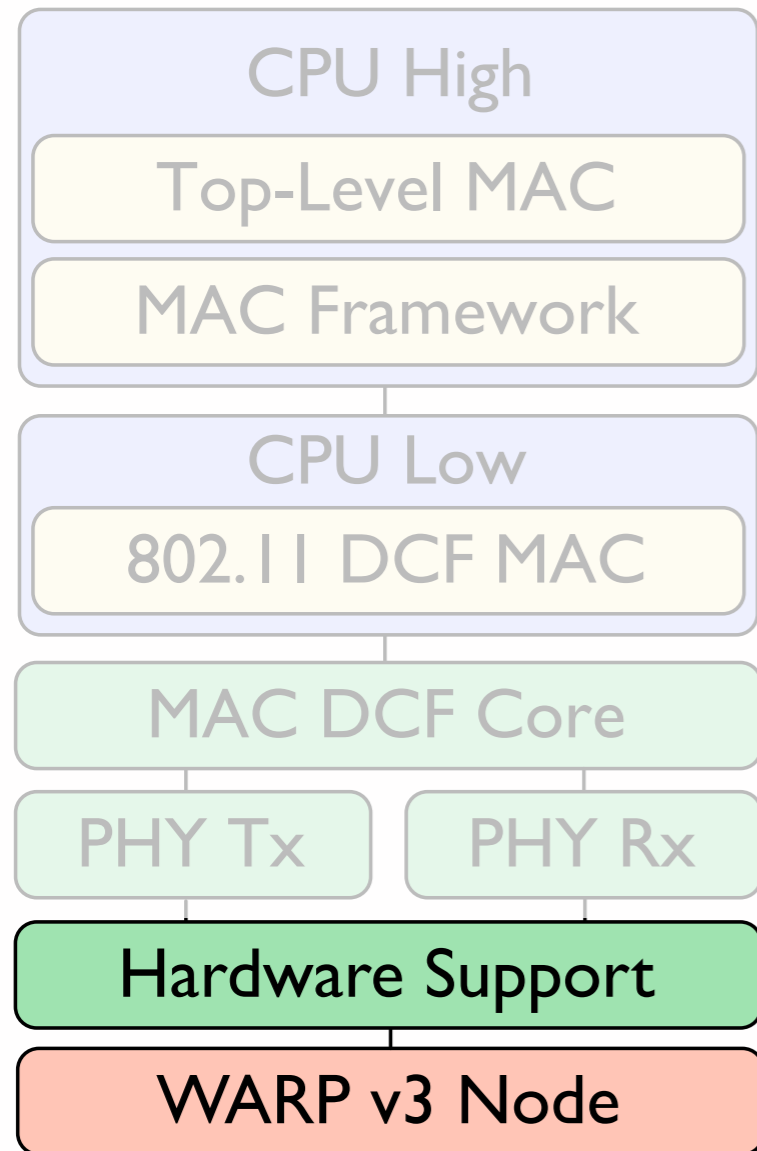 CPU High
Top-Level MAC
MAC Framework
CPU Low
802.11 DCF MAC
MAC DCF Core
PHY Tx
PHY Rx
Hardware Support
WARP v3 Node